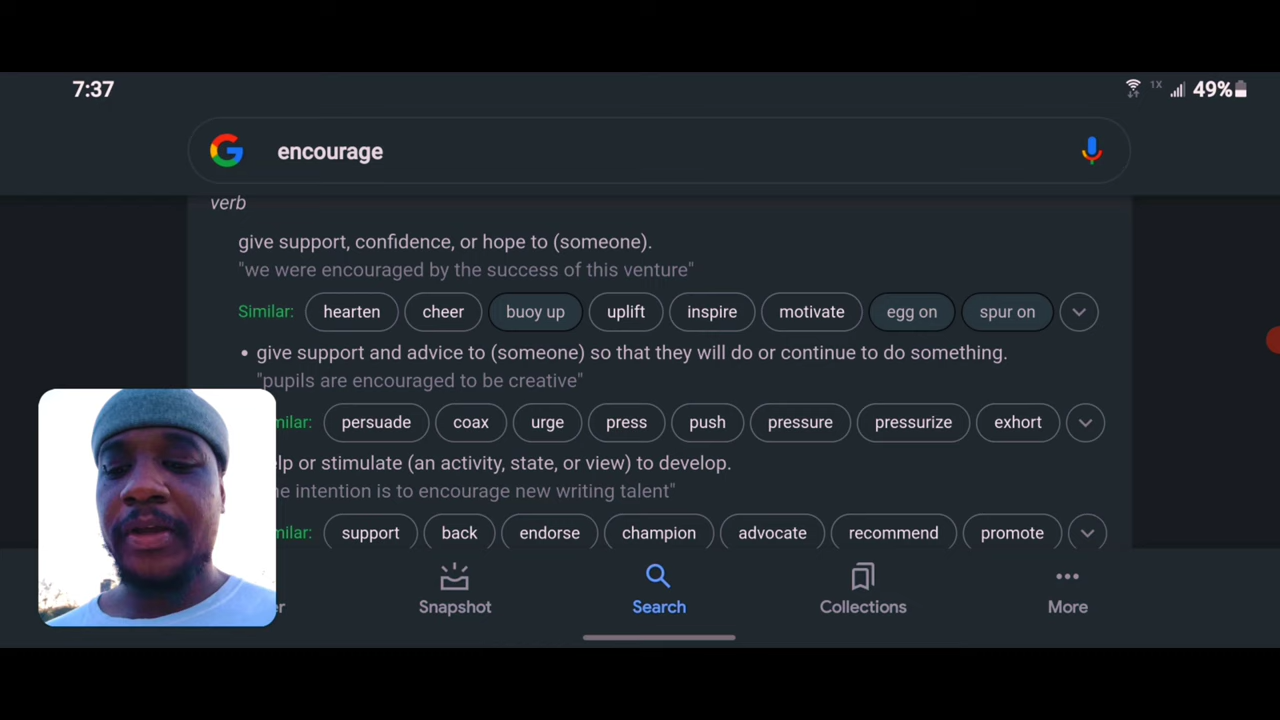 7:37
1X 49%
encourage
verb
give support, confidence, or hope to (someone).
"we were encouraged by the success of this venture"
Similar: hearten cheer buoy up uplift inspire motivate egg on spur on
• give support and advice to (someone) so that they will do or continue to do something.
"pupils are encouraged to be creative"
persuade coax urge press push pressure pressurize exhort
or stimulate (an activity, state, or view) to develop.
intention is to encourage new writing talent"
support back endorse champion advocate recommend promote
Snapshot Search Collections More